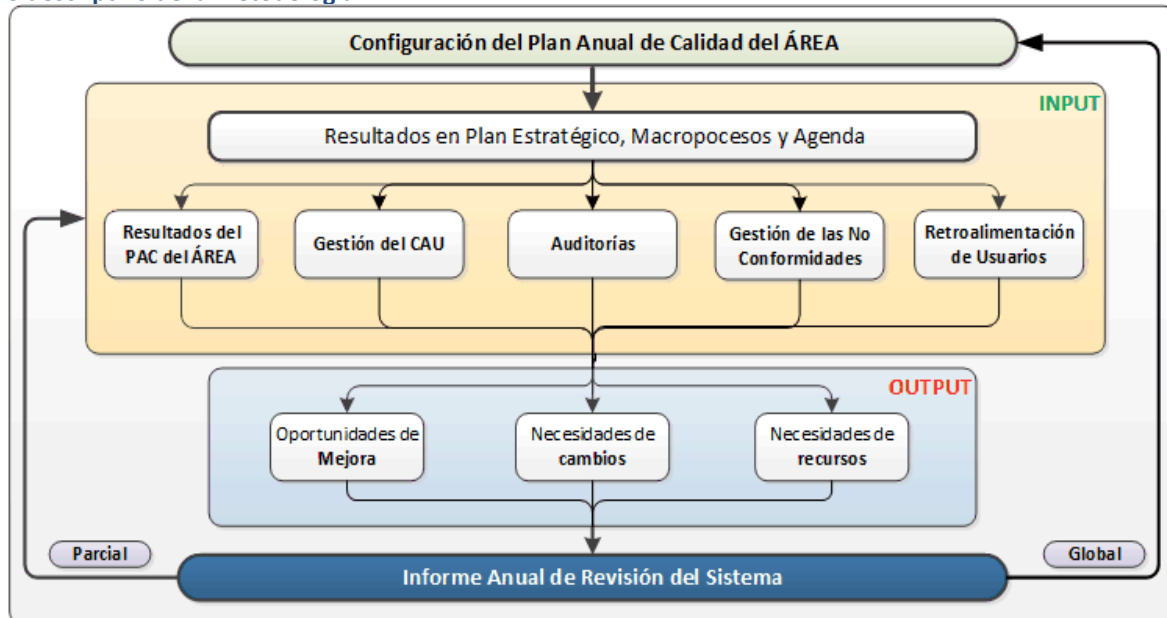 Configuración del Plan Anual de Calidad del ÁREA
INPUT
Resultados en Plan Estratégico, Macropocesos y Agenda
Resultados del
PAC del ÁREA
Gestión del CAU
Auditorías
Gestión de las No
Conformidades
Retroalimentación
de Usuarios
OUTPUT
Oportunidades de
Mejora
Necesidades de
cambios
Necesidades de
recursos
Parcial
Global
Informe Anual de Revisión del Sistema